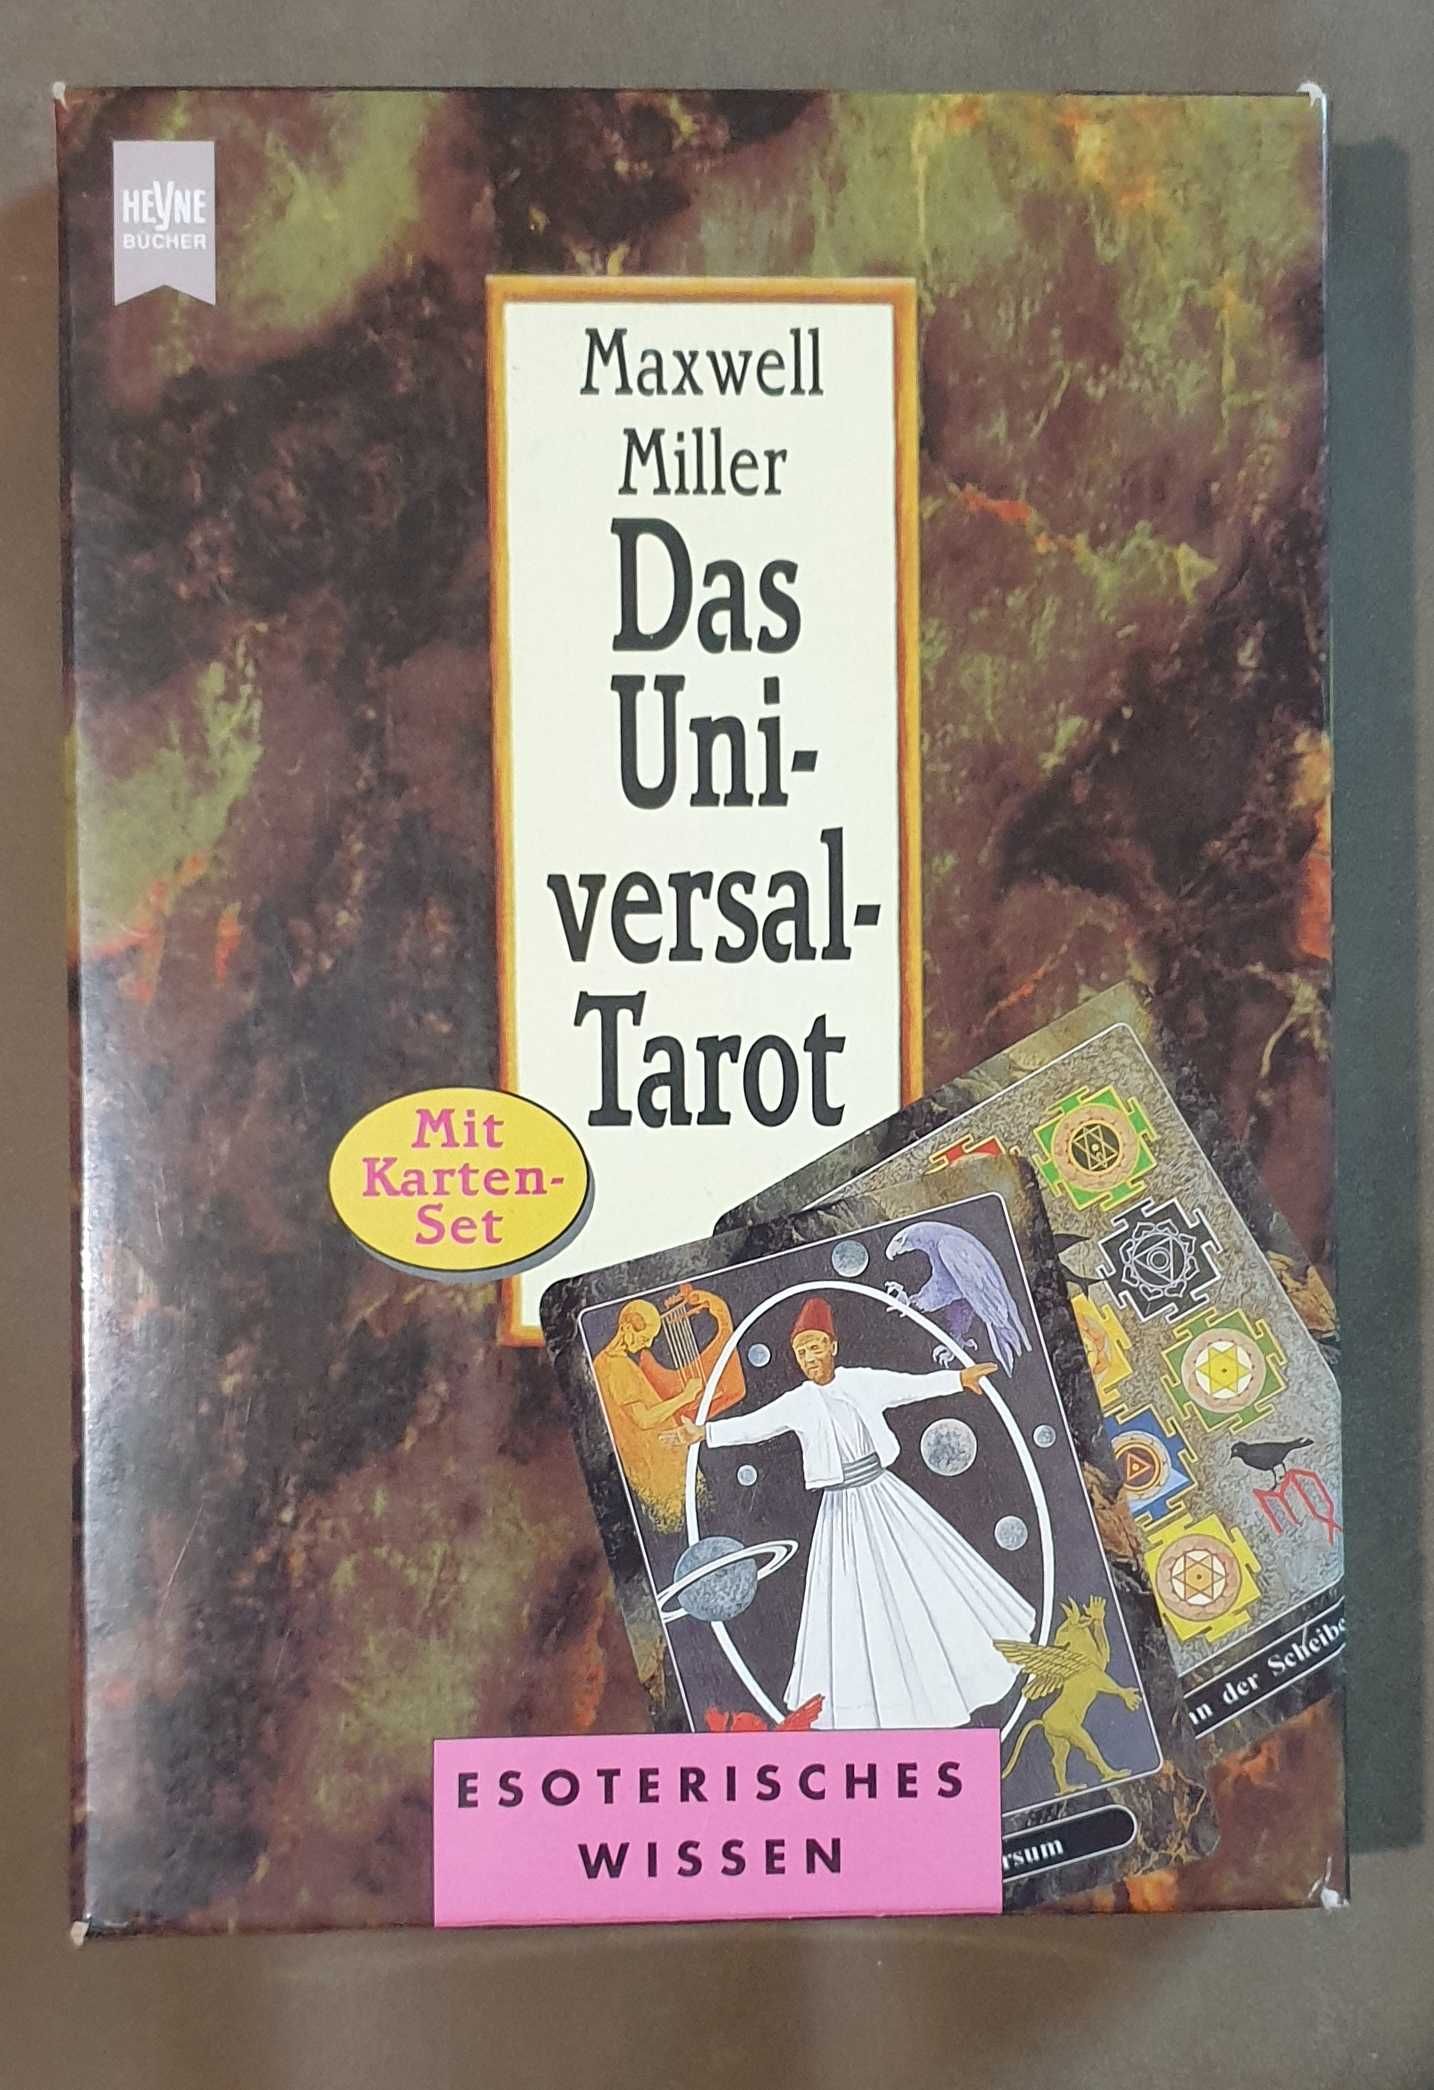 HEYNE
BÜCHER
Maxwell
Miller
Das
Uni-
versal-
Tarot
Mit
Karten-
Set
der Scheibe
ESOTERISCHES
WISSEN
rsum